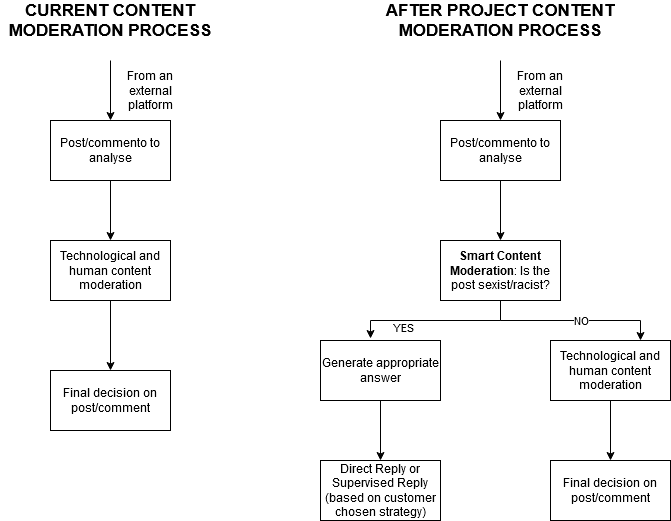 CURRENT CONTENT
MODERATION PROCESS
From an
external
platform
Post/commento to
analyse
Technological and
human content
moderation
Final decision on
post/comment
AFTER PROJECT CONTENT
MODERATION PROCESS
From an
external
platform
Post/commento to
analyse
Smart Content
Moderation: Is the
post sexist/racist?
YES
NO
Generate appropriate
answer
Technological and
human content
moderation
Direct Reply or
Supervised Reply
(based on customer
chosen strategy)
Final decision on
post/comment